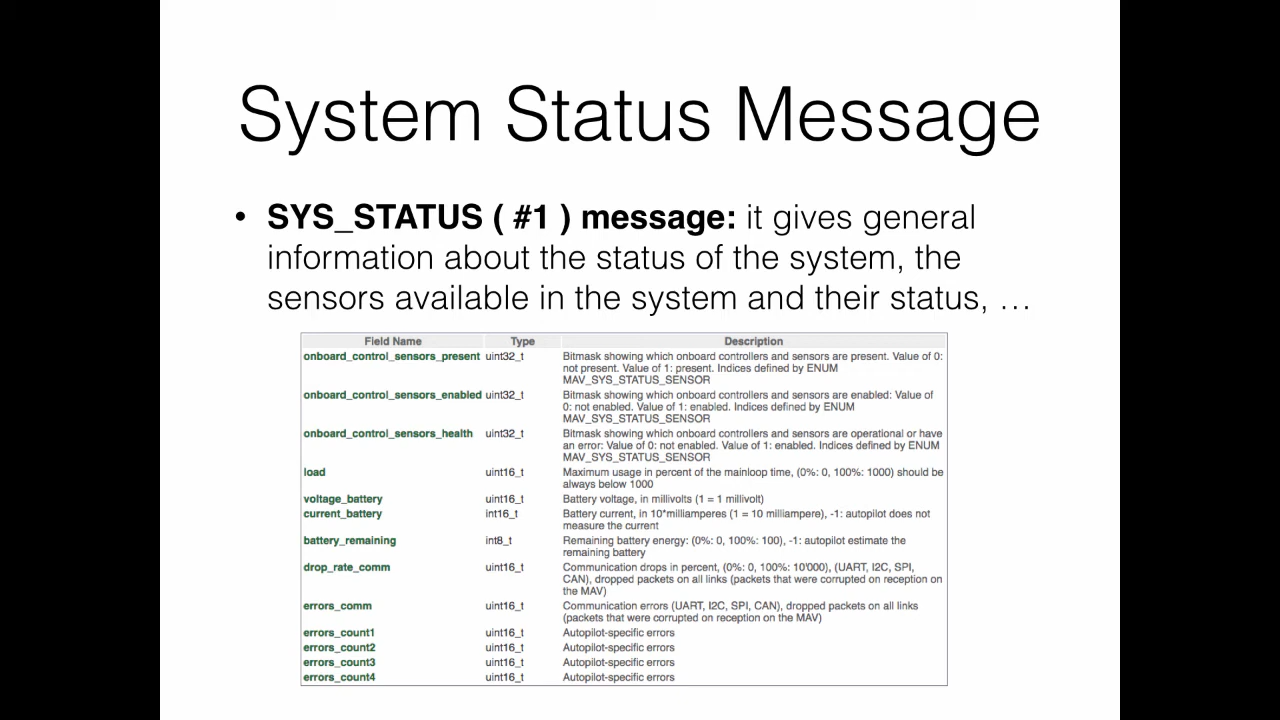 System Status Message
• SYS_STATUS ( #1 ) message: it gives general
information about the status of the system, the
sensors available in the system and their status, …
Field Name Type Description
onboard_control_sensors_present uint32_t Bitmask showing which onboard controllers and sensors are present. Value of 0:
not present. Value of 1: present. Indices defined by ENUM
MAV_SYS_STATUS_SENSOR
onboard_control_sensors_enabled uint32_t Bitmask showing which onboard controllers and sensors are enabled: Value of
0: not enabled. Value of 1: enabled. Indices defined by ENUM
MAV_SYS_STATUS_SENSOR
onboard_control_sensors_health uint32_t Bitmask showing which onboard controllers and sensors are operational or have
an error: Value of 0: not enabled. Value of 1: enabled. Indices defined by ENUM
MAV_SYS_STATUS_SENSOR
load uint16_t Maximum usage in percent of the mainloop time, (0%: 0, 100%: 1000) should be
always below 1000
voltage_battery uint16_t Battery voltage, in millivolts (1 = 1 millivolt)
current_battery int16_t Battery current, in 10*milliamperes (1 = 10 milliampere), -1: autopilot does not
measure the current
battery_remaining int8_t Remaining battery energy: (0%: 0, 100%: 100), -1: autopilot estimate the
remaining battery
drop_rate_comm uint16_t Communication drops in percent, (0%: 0, 100%: 10'000), (UART, I2C, SPI,
CAN), dropped packets on all links (packets that were corrupted on reception on
the MAV)
errors_comm uint16_t Communication errors (UART, I2C, SPI, CAN), dropped packets on all links
(packets that were corrupted on reception on the MAV)
errors_count1 uint16_t Autopilot-specific errors
errors_count2 uint16_t Autopilot-specific errors
errors_count3 uint16_t Autopilot-specific errors
errors_count4 uint16_t Autopilot-specific errors